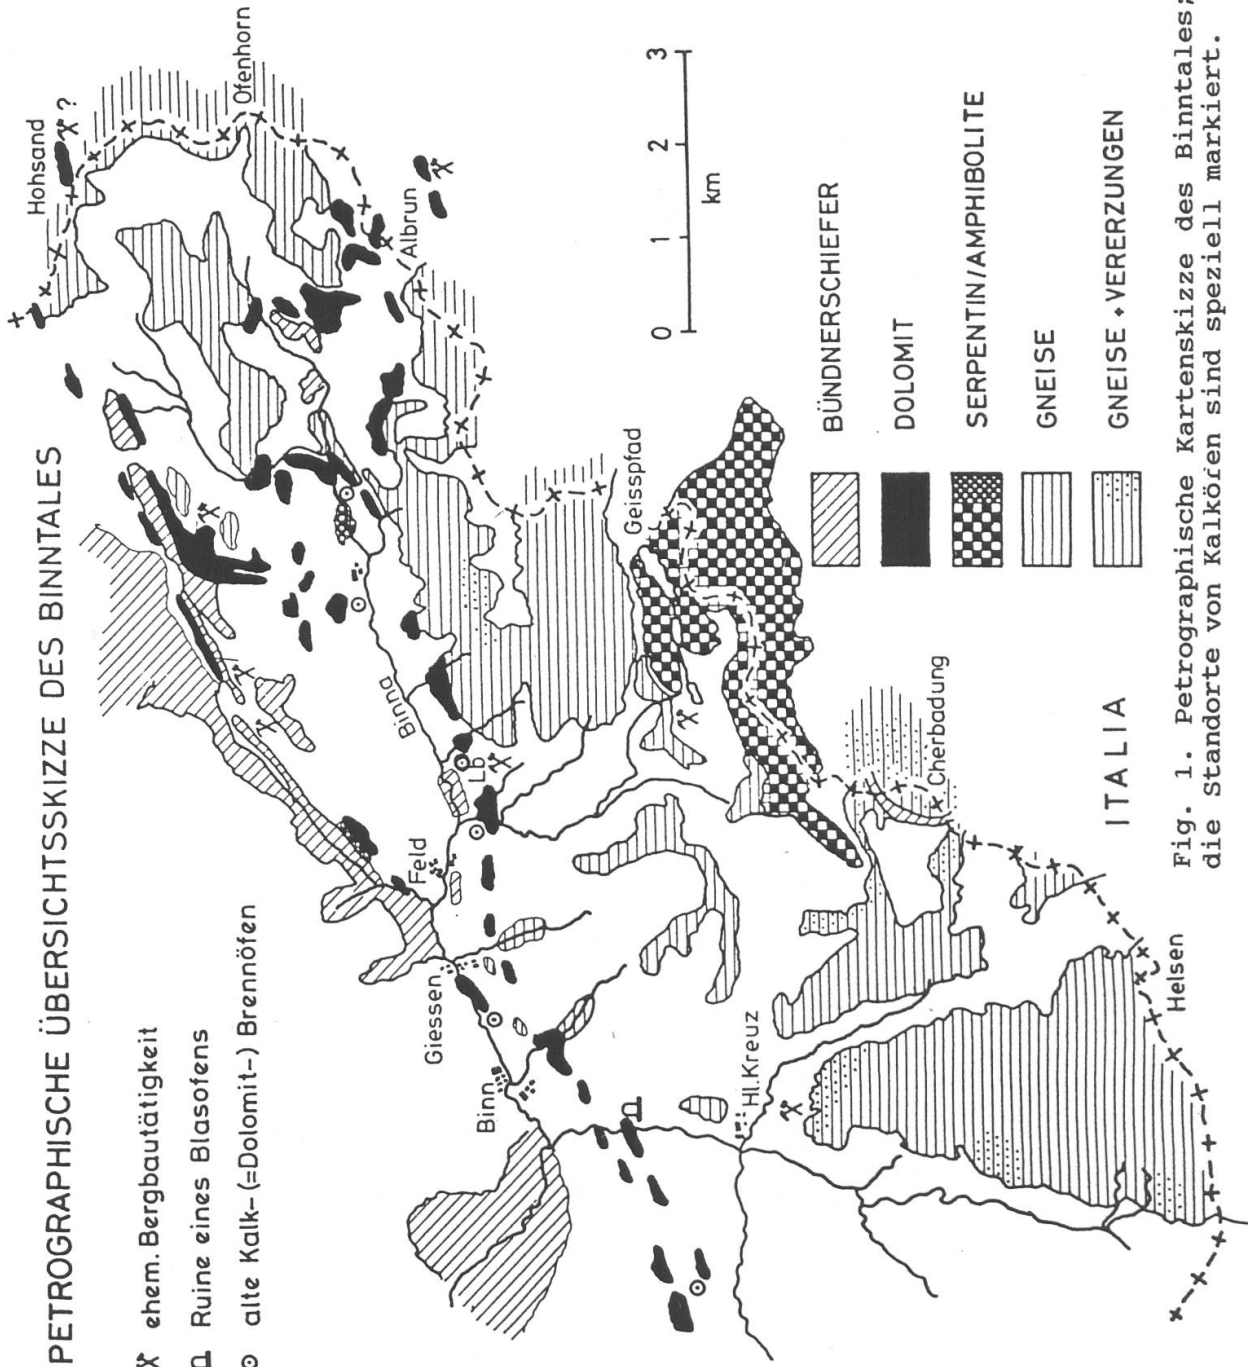 PETROGRAPHISCHE ÜBERSICHTSSKIZZE DES BINNTALES
ehem. Bergbautätigkeit
Ruine eines Blasofens
alte Kalk-(=Dolomit-) Brennöfen
Hohsand
?
Ofenhorn
Albrun
Binna
Geisspfad
Lb
Feld
Giessen
Binn
Hl.Kreuz
Cherbadung
Helsen
ITALIA
0 1 2 3
km
BÜNDNERSCHIEFER
DOLOMIT
SERPENTIN/AMPHIBOLITE
GNEISE
GNEISE + VERERZUNGEN
Fig. 1. Petrographische Kartenskizze des Binntales;
die Standorte von Kalköfen sind speziell markiert.